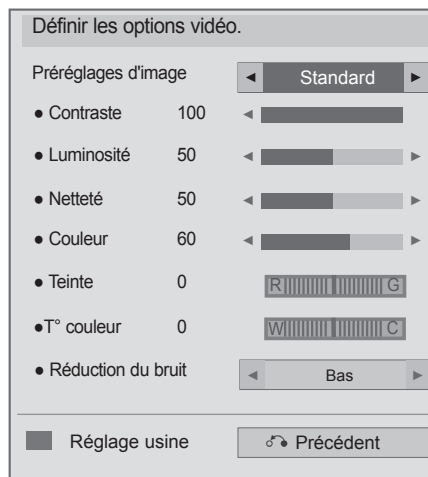 Définir les options vidéo.
Préréglages d'image ◄ Standard ►
● Contraste 100 ◄
● Luminosité 50 ◄ ►
● Netteté 50 ◄ ►
● Couleur 60 ◄ ►
● Teinte 0 R G
●T° couleur 0 W C
● Réduction du bruit ◄ Bas ►
Réglage usine Précédent